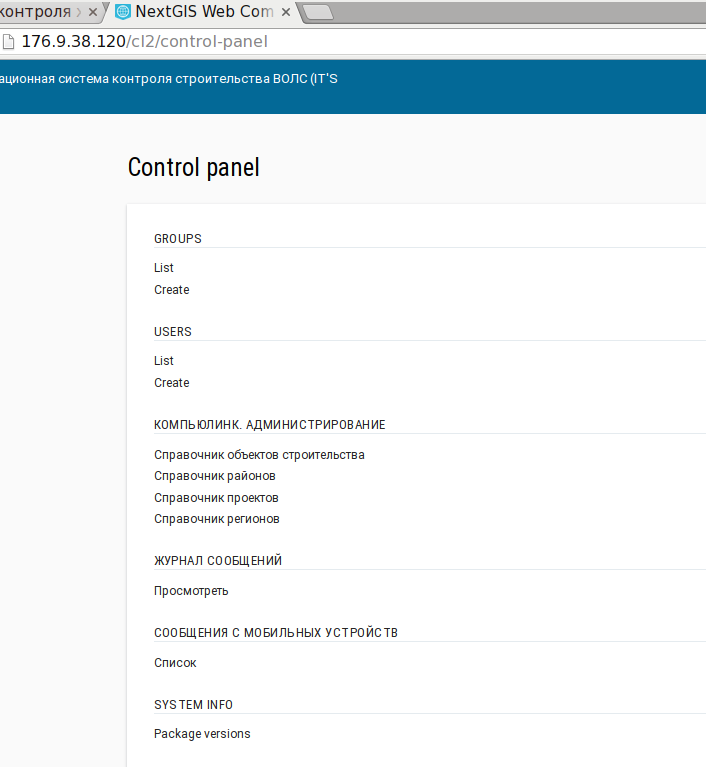 контроля
NextGIS Web Com
176.9.38.120/cl2/control-panel
ационная система контроля строительства ВОЛС (IT'S
Control panel
GROUPS
List
Create
USERS
List
Create
КОМПЬЮЛИНК. АДМИНИСТРИРОВАНИЕ
Справочник объектов строительства
Справочник районов
Справочник проектов
Справочник регионов
ЖУРНАЛ СООБЩЕНИЙ
Просмотреть
СООБЩЕНИЯ С МОБИЛЬНЫХ УСТРОЙСТВ
Список
SYSTEM INFO
Package versions